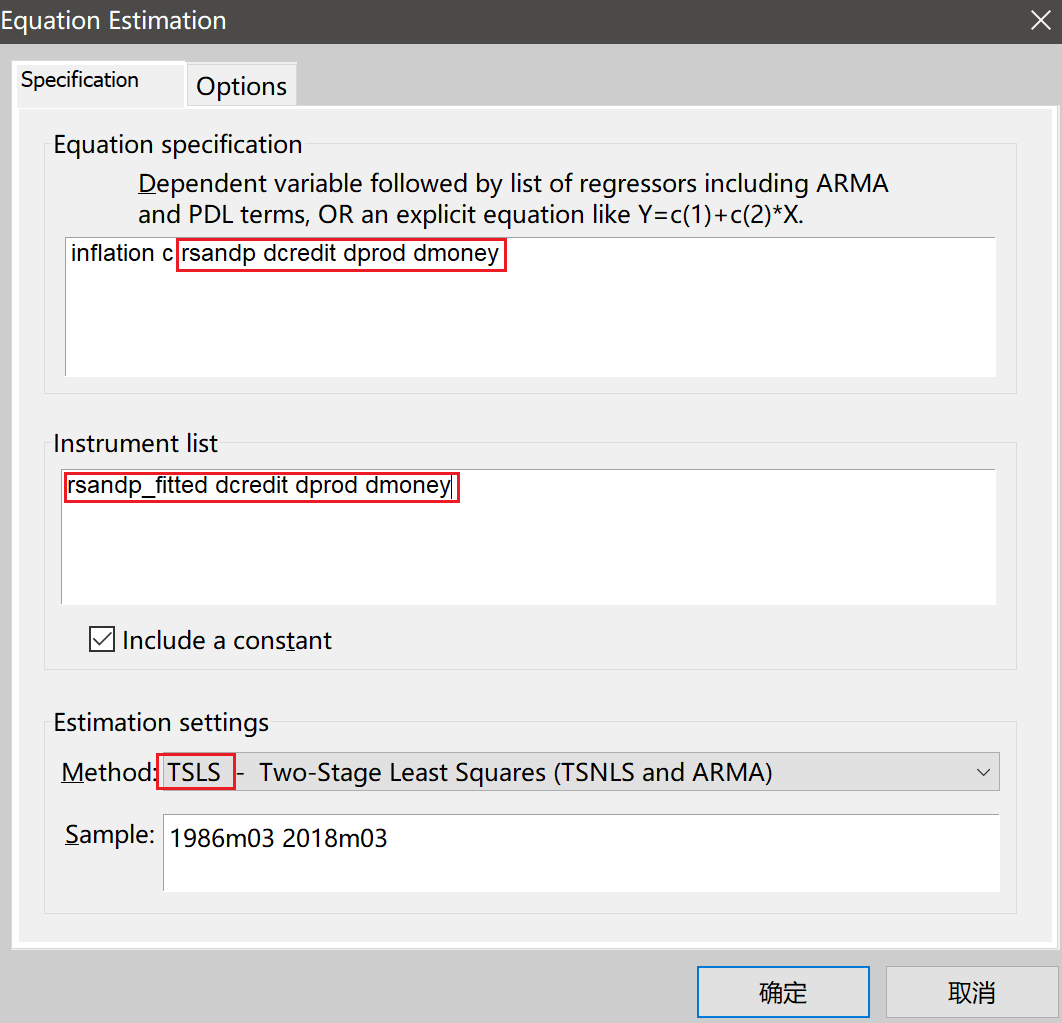 Equation Estimation
Specification
Options
Equation specification
Dependent variable followed by list of regressors including ARMA
and PDL terms, OR an explicit equation like Y=c(1)+c(2)*X.
inflation c rsandp dcredit dprod dmoney
Instrument list
rsandp_fitted dcredit dprod dmoney
Include a constant
Estimation settings
Method: TSLS - Two-Stage Least Squares (TSNLS and ARMA)
Sample: 1986m03 2018m03
确定 取消